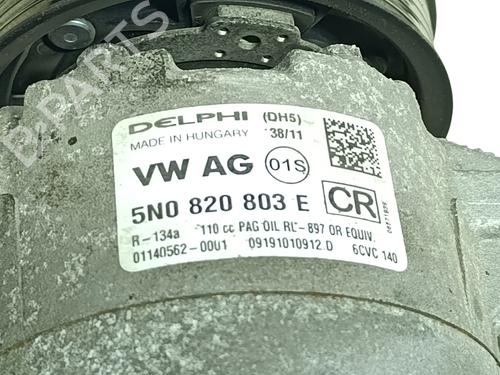 B-PARTS
DELPHI (DH5)
MADE IN HUNGARY 38/11
VW AG 01S
5N0 820 803 E CR
R-134a 110 cc PAG OIL RL-897 OR EQUIV.
01140562-00U1 09191010912.D 6CVC 140